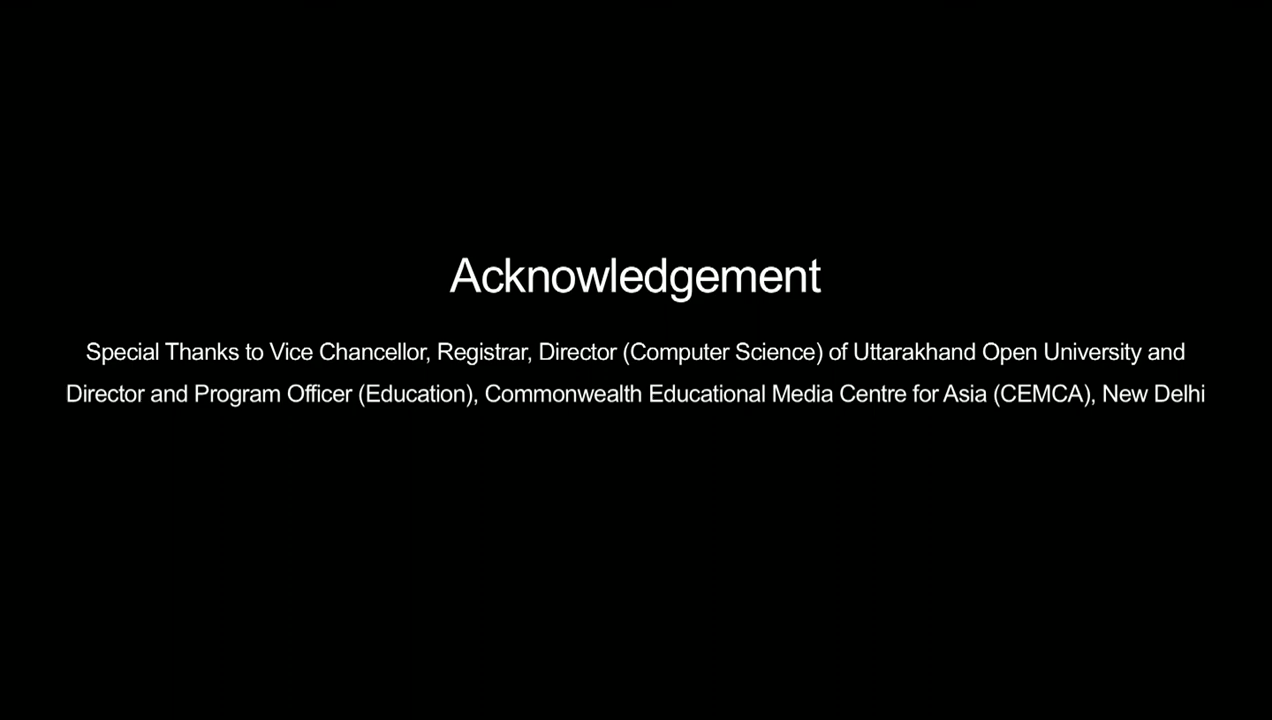 Acknowledgement
Special Thanks to Vice Chancellor, Registrar, Director (Computer Science) of Uttarakhand Open University and
Director and Program Officer (Education), Commonwealth Educational Media Centre for Asia (CEMCA), New Delhi